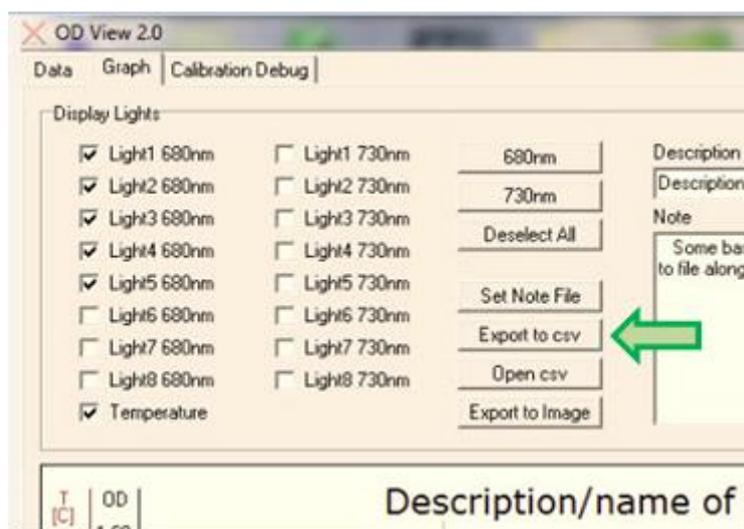 OD View 2.0
Data Graph Calibration Debug
Display Lights
Light1 680nm Light1 730nm 680nm Description
Light2 680nm Light2 730nm 730nm Description
Light3 680nm Light3 730nm Deselect All Note
Light4 680nm Light4 730nm Some
Light5 680nm Light5 730nm Set Note File to file along
Light6 680nm Light6 730nm Export to csv
Light7 680nm Light7 730nm Open csv
Light8 680nm Light8 730nm Export to Image
Temperature
T OD Description/name of
[C]